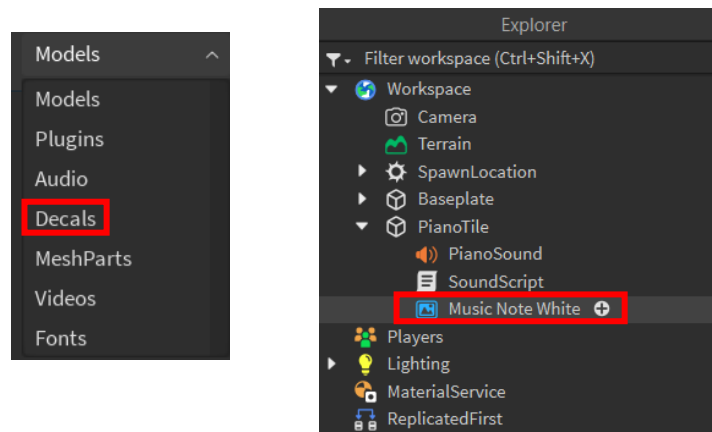 Models
Models
Plugins
Audio
Decals
MeshParts
Videos
Fonts
Explorer
Filter workspace (Ctrl+Shift+X)
Workspace
Camera
Terrain
SpawnLocation
Baseplate
PianoTile
PianoSound
SoundScript
Music Note White
Players
Lighting
MaterialService
ReplicatedFirst